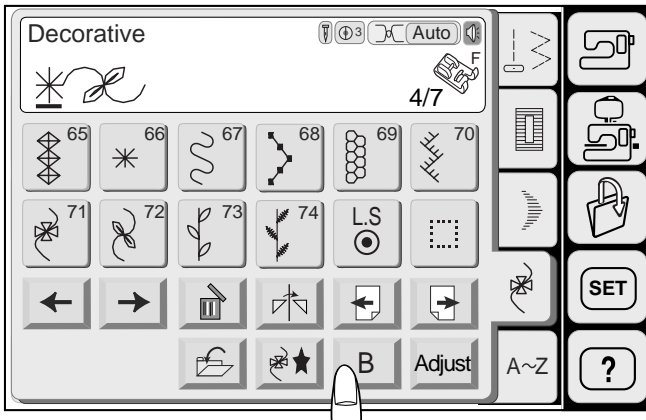 Decorative
3 Auto
F
4/7
65 66 67 68 69 70
71 72 73 74 L.S
B Adjust
A~Z
SET
?